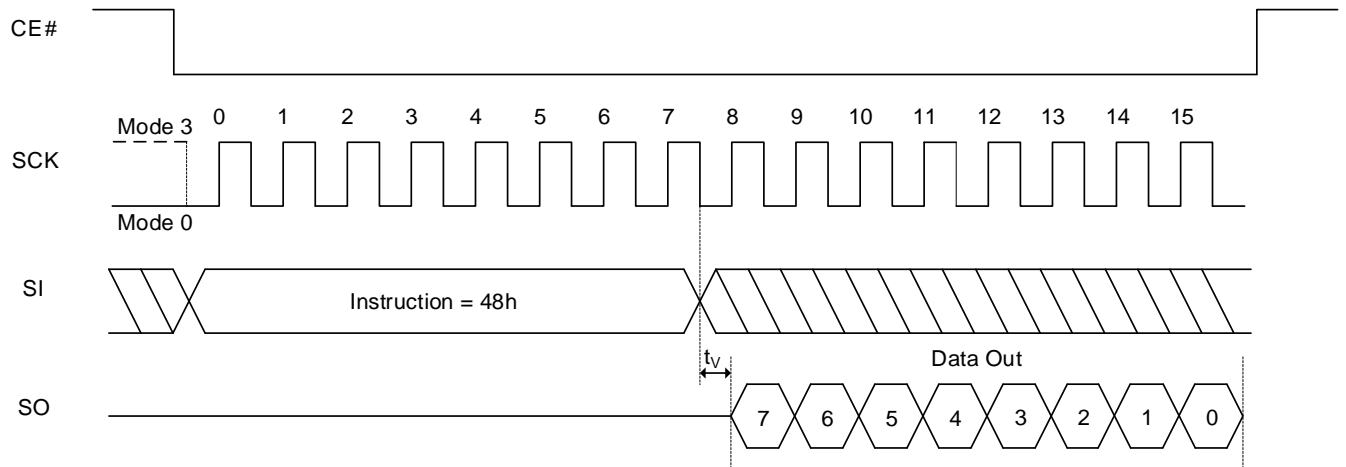 CE#
Mode 3
0 1 2 3 4 5 6 7 8 9 10 11 12 13 14 15
SCK
Mode 0
SI
Instruction = 48h
tV
Data Out
SO
7 6 5 4 3 2 1 0